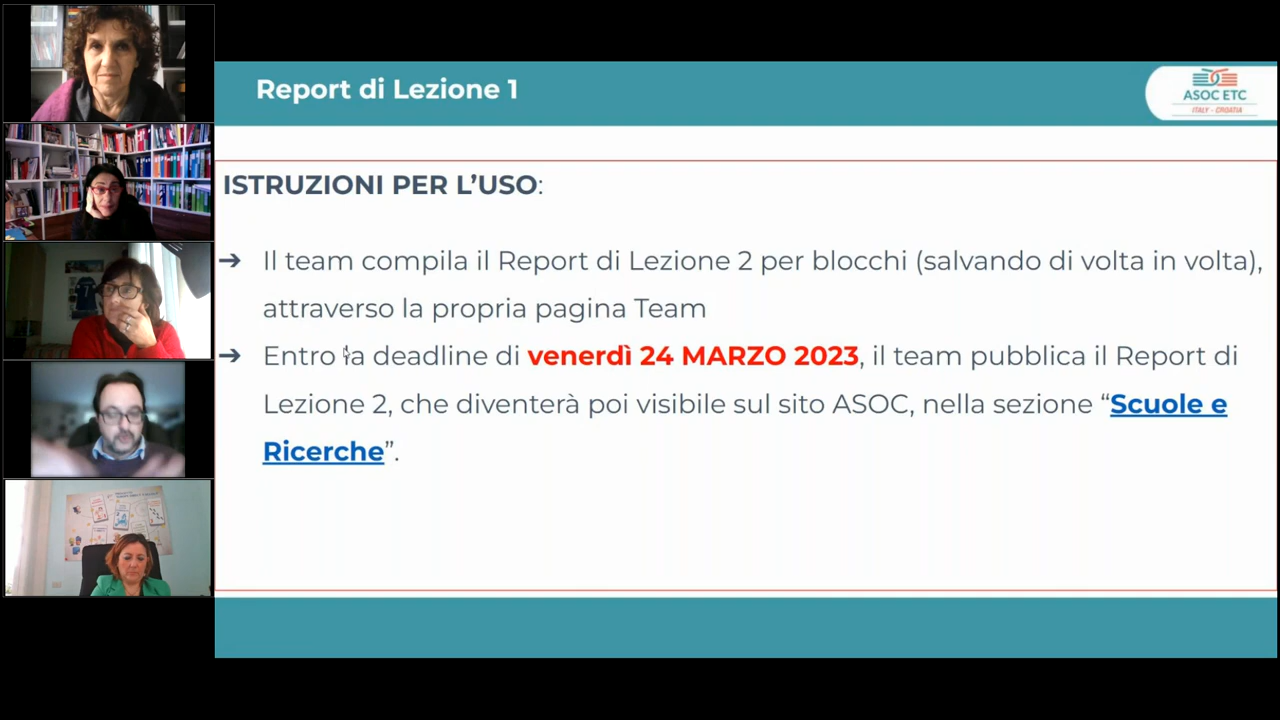 Report di Lezione 1
ASOC ETC
ITALY - CROATIA
ISTRUZIONI PER L’USO:
➔ Il team compila il Report di Lezione 2 per blocchi (salvando di volta in volta),
attraverso la propria pagina Team
➔ Entro la deadline di venerdì 24 MARZO 2023, il team pubblica il Report di
Lezione 2, che diventerà poi visibile sul sito ASOC, nella sezione “Scuole e
Ricerche”.